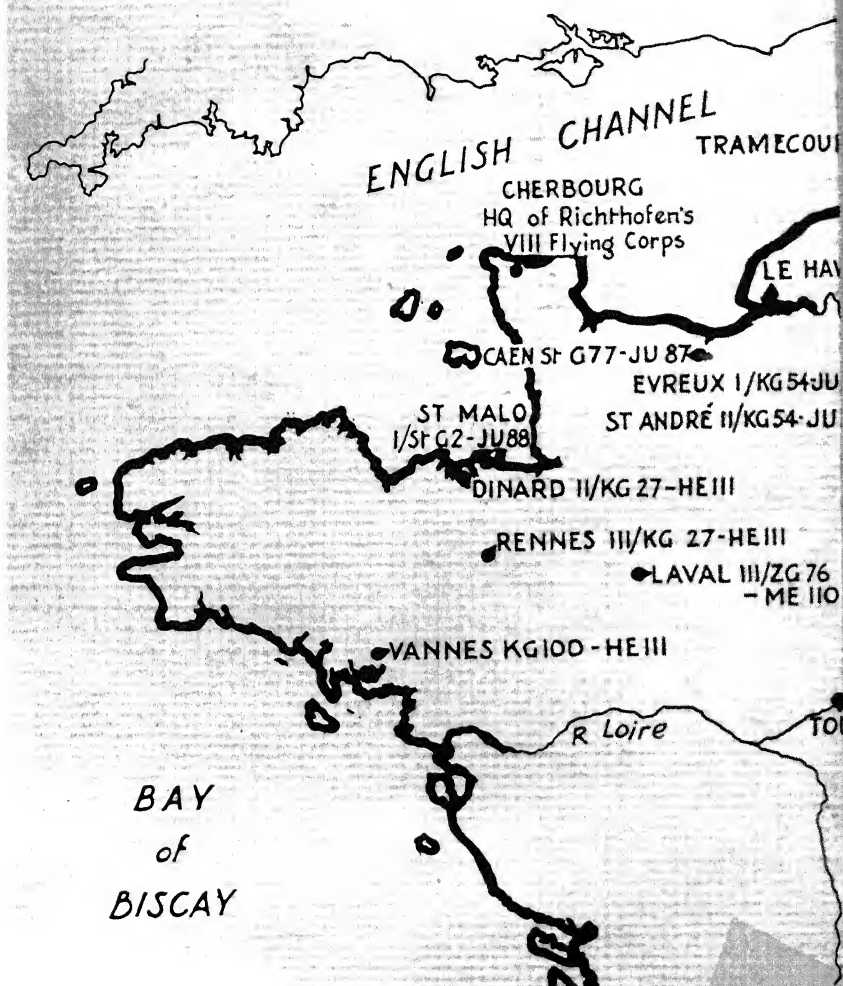 ENGLISH CHANNEL
TRAMECOU
CHERBOURG
HQ of Richthofen's
VIII Flying Corps
LE HAV
CAEN St G77-JU 87
EVREUX I/KG54-JU
ST ANDRÉ II/KG54-JU
ST MALO
I/St G2-JU88
DINARD II/KG 27-HE111
RENNES III/KG 27-HE111
LAVAL III/ZG76
-ME 110
VANNES KG100-HE111
R Loire
TOU
BAY
of
BISCAY